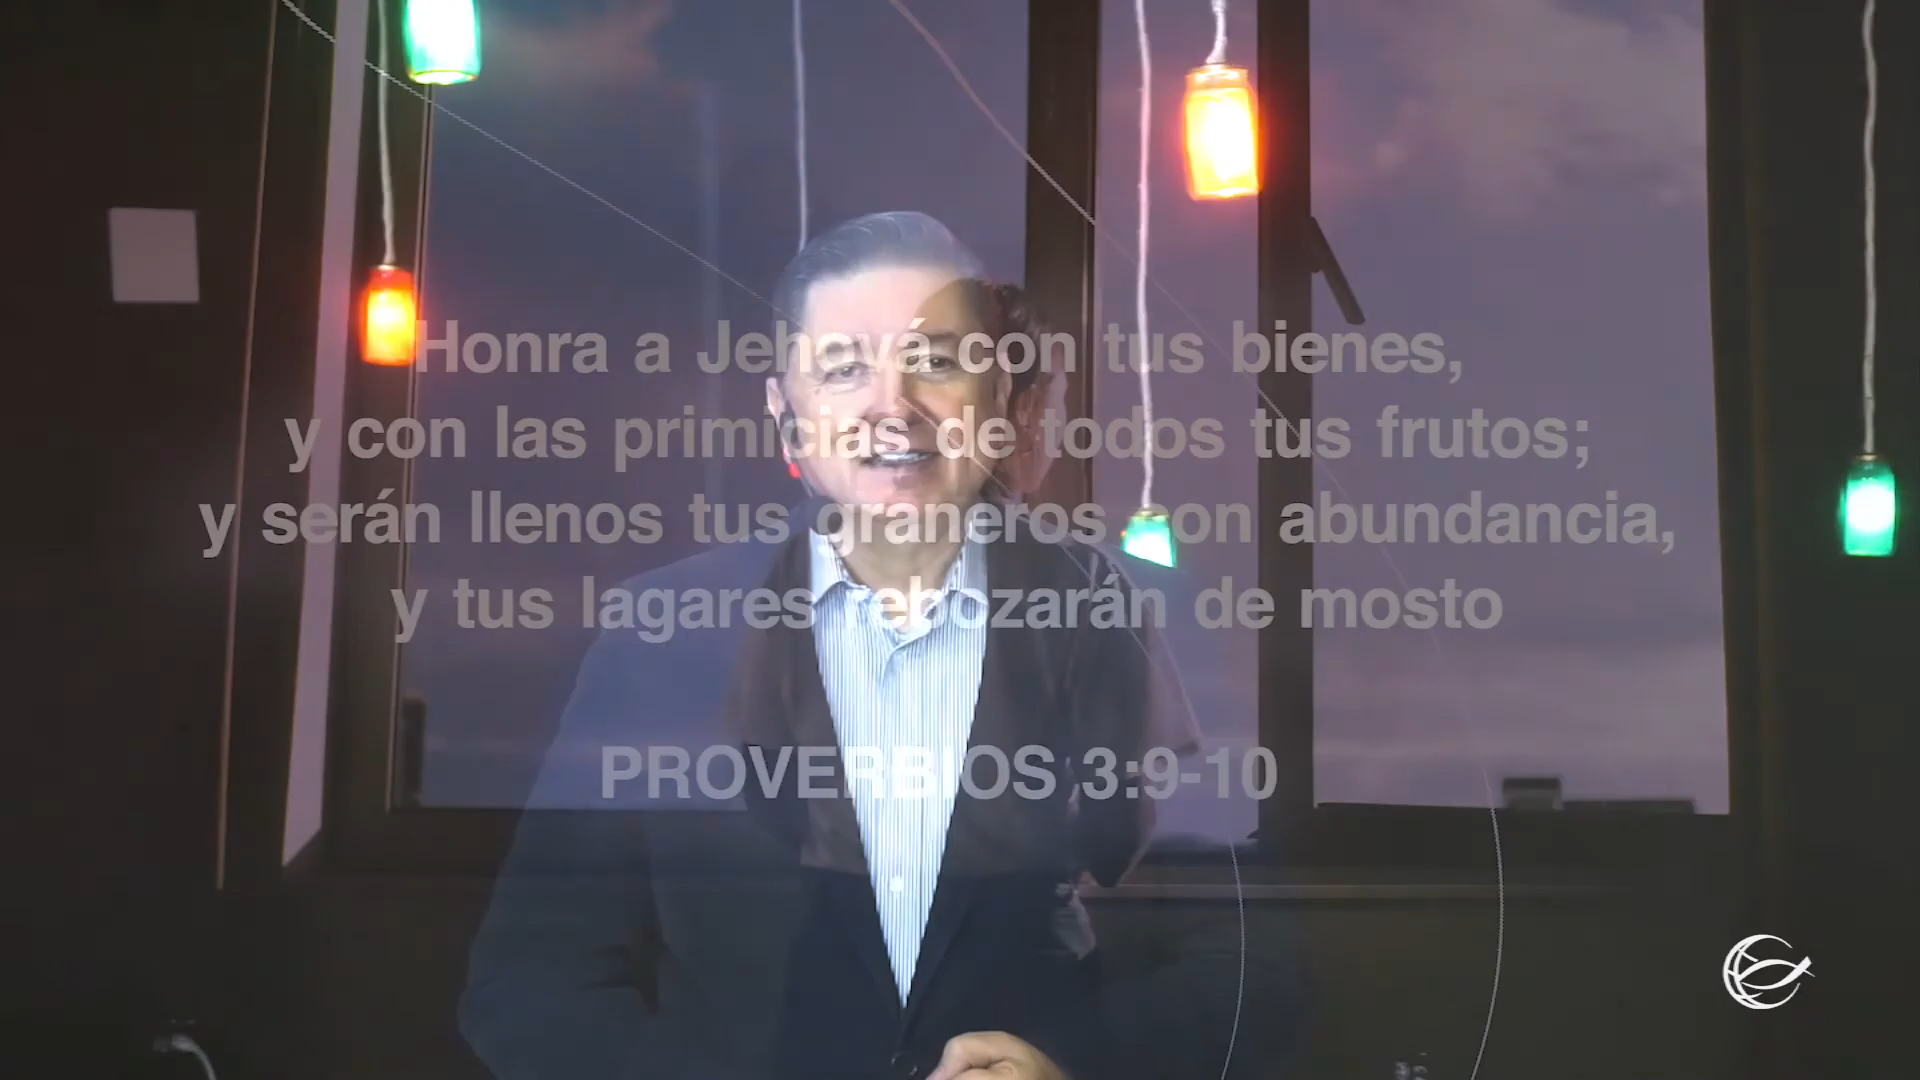 Honra a Jehová con tus bienes,
y con las primicias de todos tus frutos;
y serán llenos tus graneros con abundancia,
y tus lagares rebozarán de mosto
PROVERBIOS 3:9-10